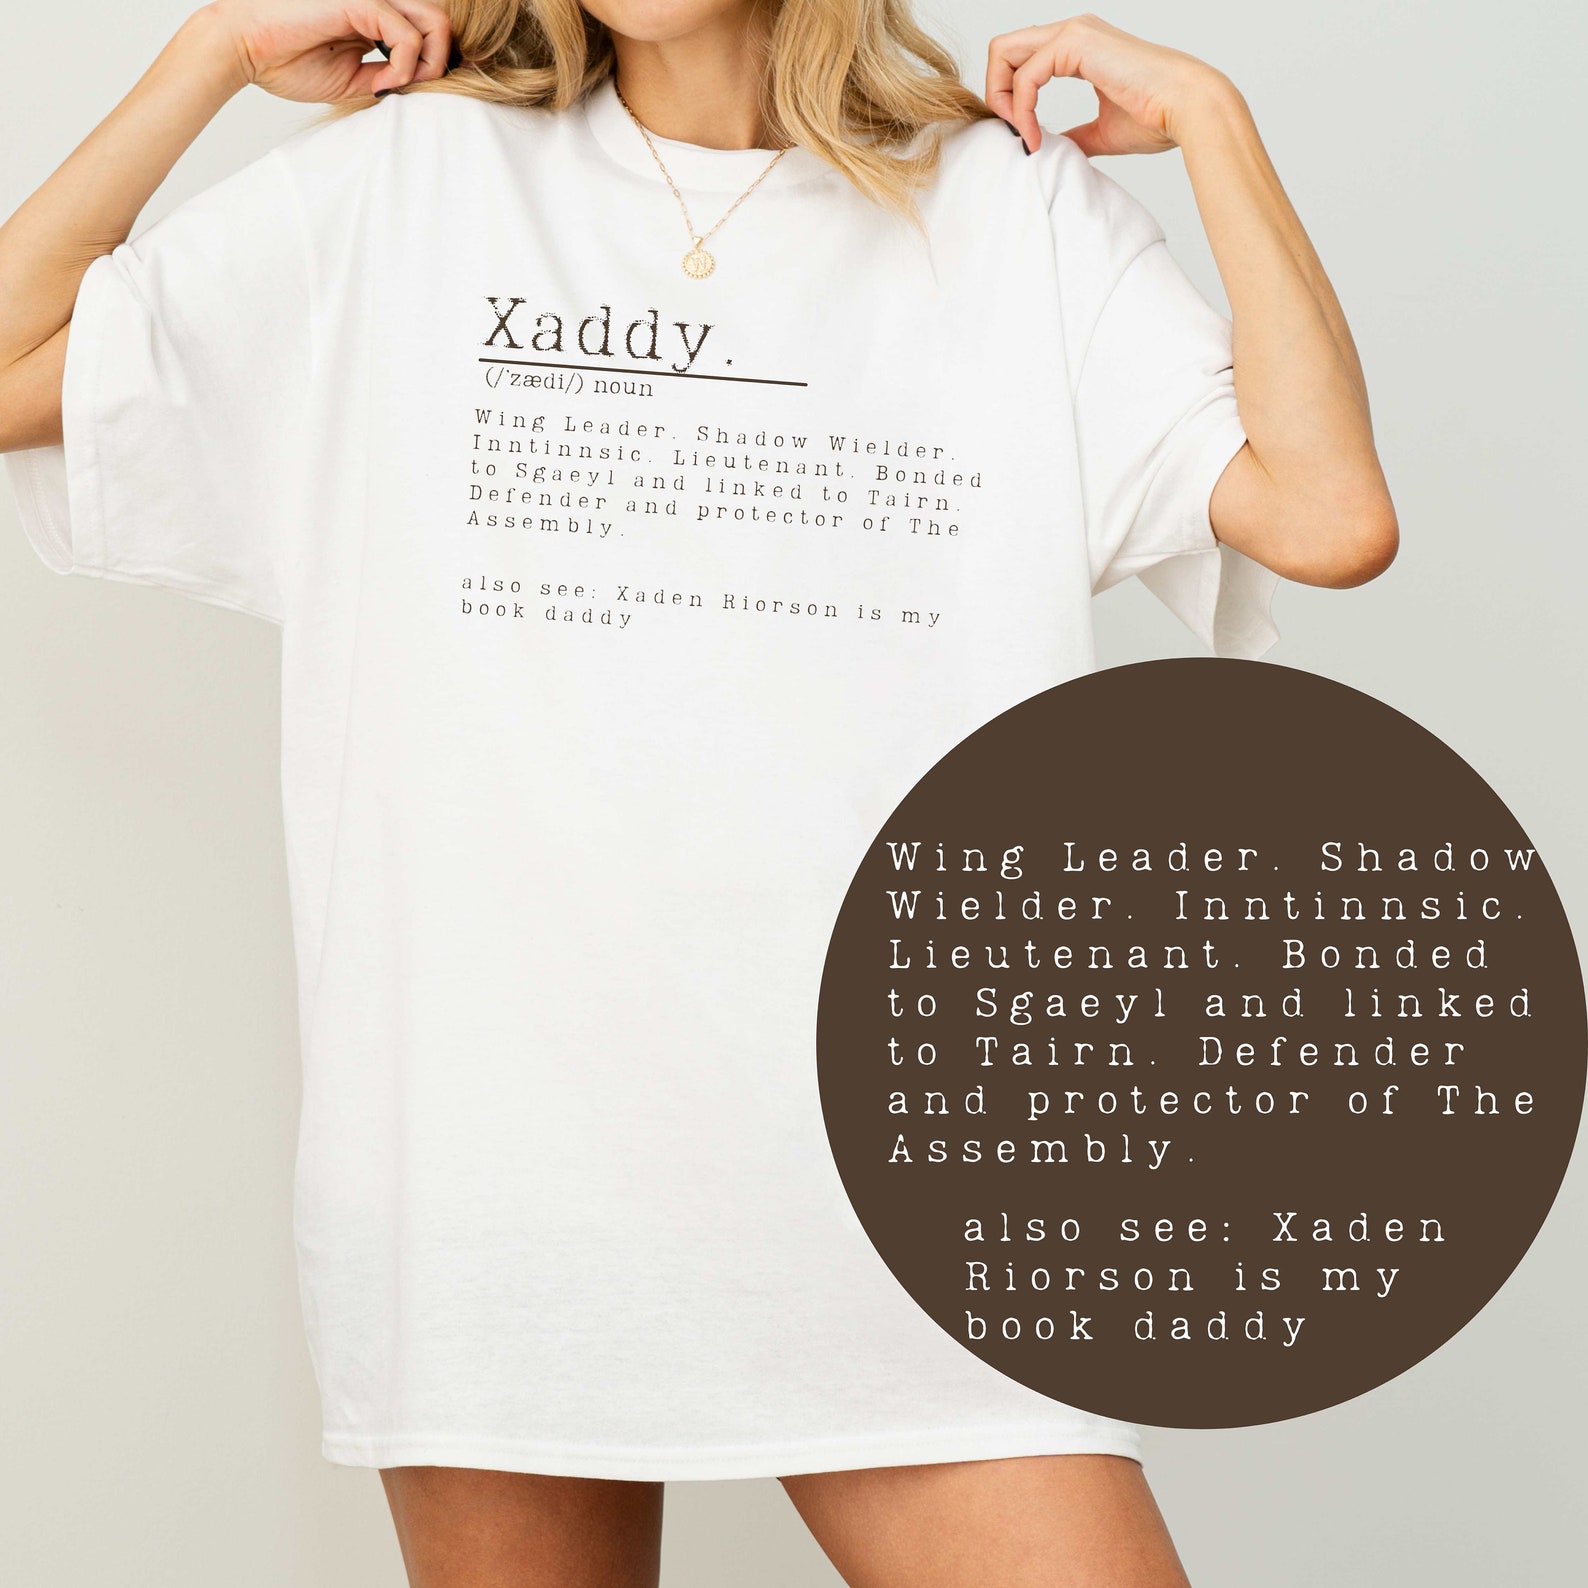 Xaddy.
(/ˈzædi/) noun
Wing Leader. Shadow Wielder.
Inntinnsic. Lieutenant. Bonded
to Sgaeyl and linked to Tairn.
Defender and protector of The
Assembly.
also see: Xaden Riorson is my
book daddy
Wing Leader. Shadow
Wielder. Inntinnsic.
Lieutenant. Bonded
to Sgaeyl and linked
to Tairn. Defender
and protector of The
Assembly.
also see: Xaden
Riorson is my
book daddy